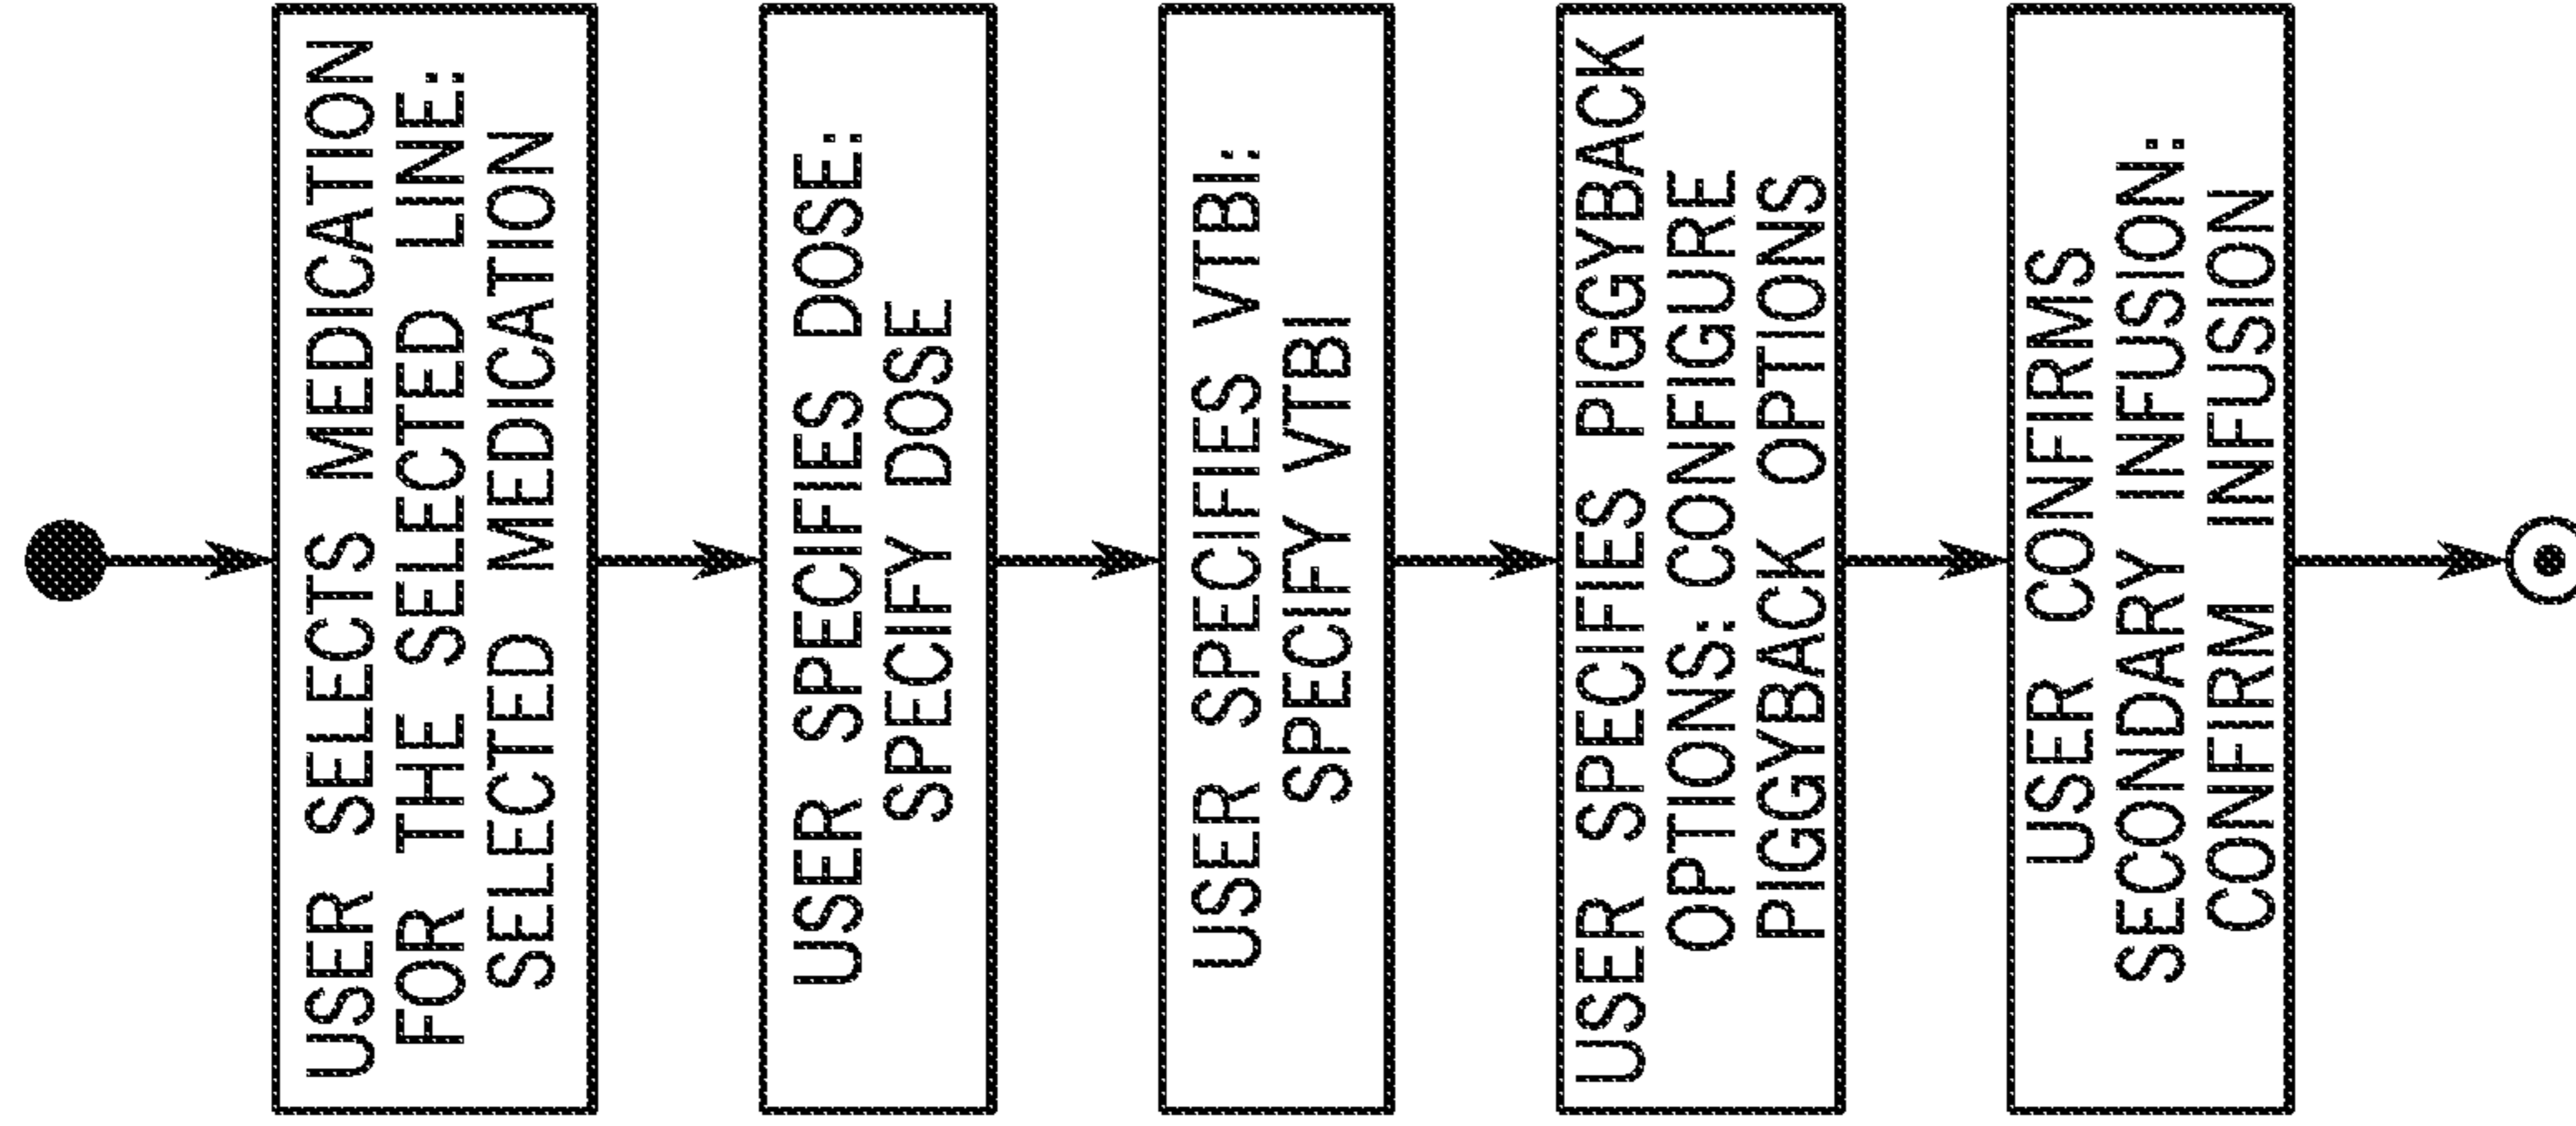 USER SELECTS MEDICATION
FOR THE SELECTED LINE:
SELECTED MEDICATION
USER SPECIFIES DOSE:
SPECIFY DOSE
USER SPECIFIES VTBI:
SPECIFY VTBI
USER SPECIFIES PIGGYBACK
OPTIONS: CONFIGURE
PIGGYBACK OPTIONS
USER CONFIRMS
SECONDARY INFUSION:
CONFIRM INFUSION